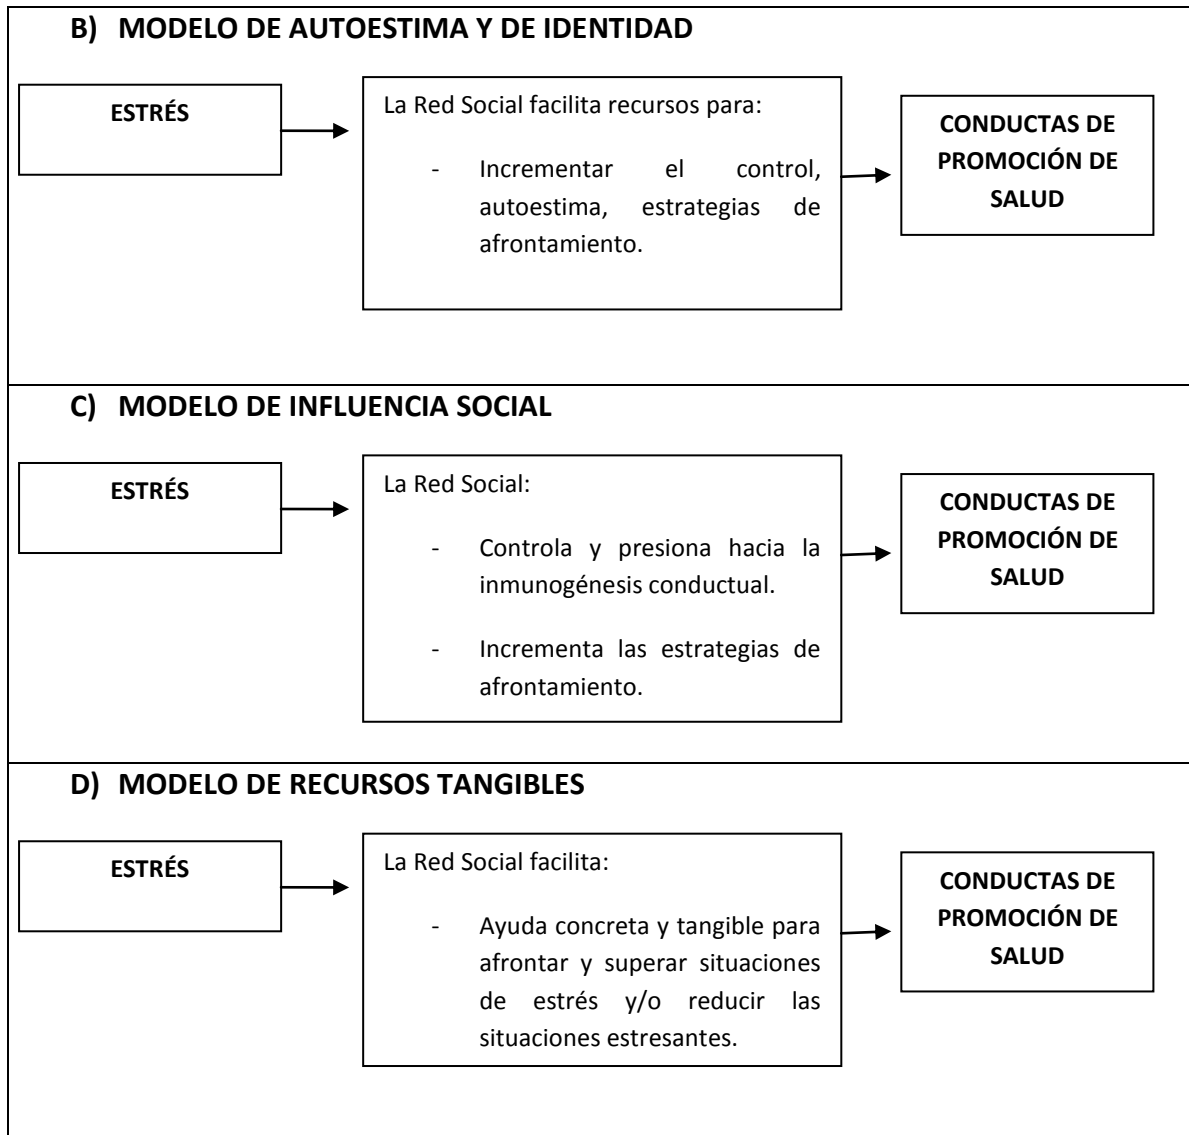 B) MODELO DE AUTOESTIMA Y DE IDENTIDAD
ESTRÉS
La Red Social facilita recursos para:
- Incrementar el control,
autoestima, estrategias de
afrontamiento.
CONDUCTAS DE
PROMOCIÓN DE
SALUD
C) MODELO DE INFLUENCIA SOCIAL
ESTRÉS
La Red Social:
- Controla y presiona hacia la
inmunogénesis conductual.
- Incrementa las estrategias de
afrontamiento.
CONDUCTAS DE
PROMOCIÓN DE
SALUD
D) MODELO DE RECURSOS TANGIBLES
ESTRÉS
La Red Social facilita:
- Ayuda concreta y tangible para
afrontar y superar situaciones
de estrés y/o reducir las
situaciones estresantes.
CONDUCTAS DE
PROMOCIÓN DE
SALUD